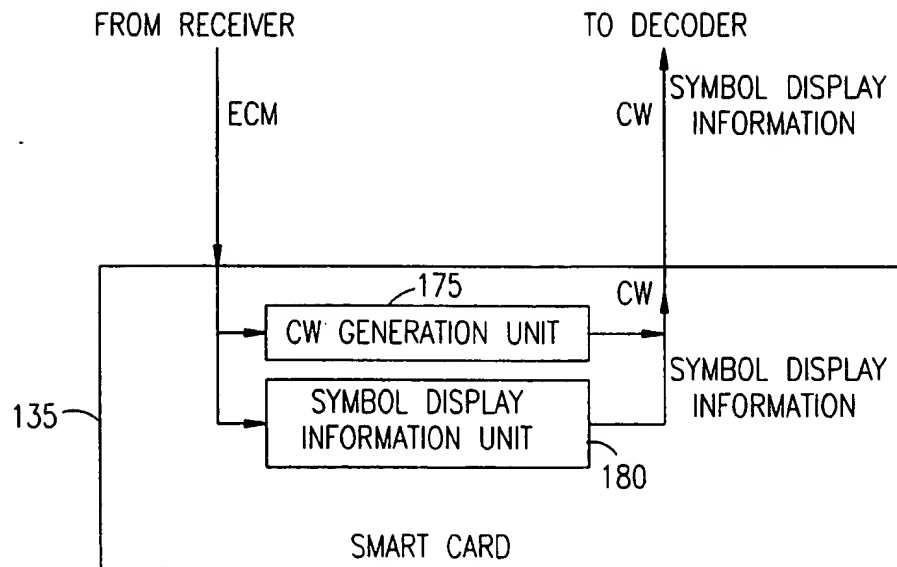 FROM RECEIVER
TO DECODER
ECM
CW
SYMBOL DISPLAY
INFORMATION
175
CW
CW GENERATION UNIT
SYMBOL DISPLAY
INFORMATION UNIT
SYMBOL DISPLAY
INFORMATION
135
180
SMART CARD